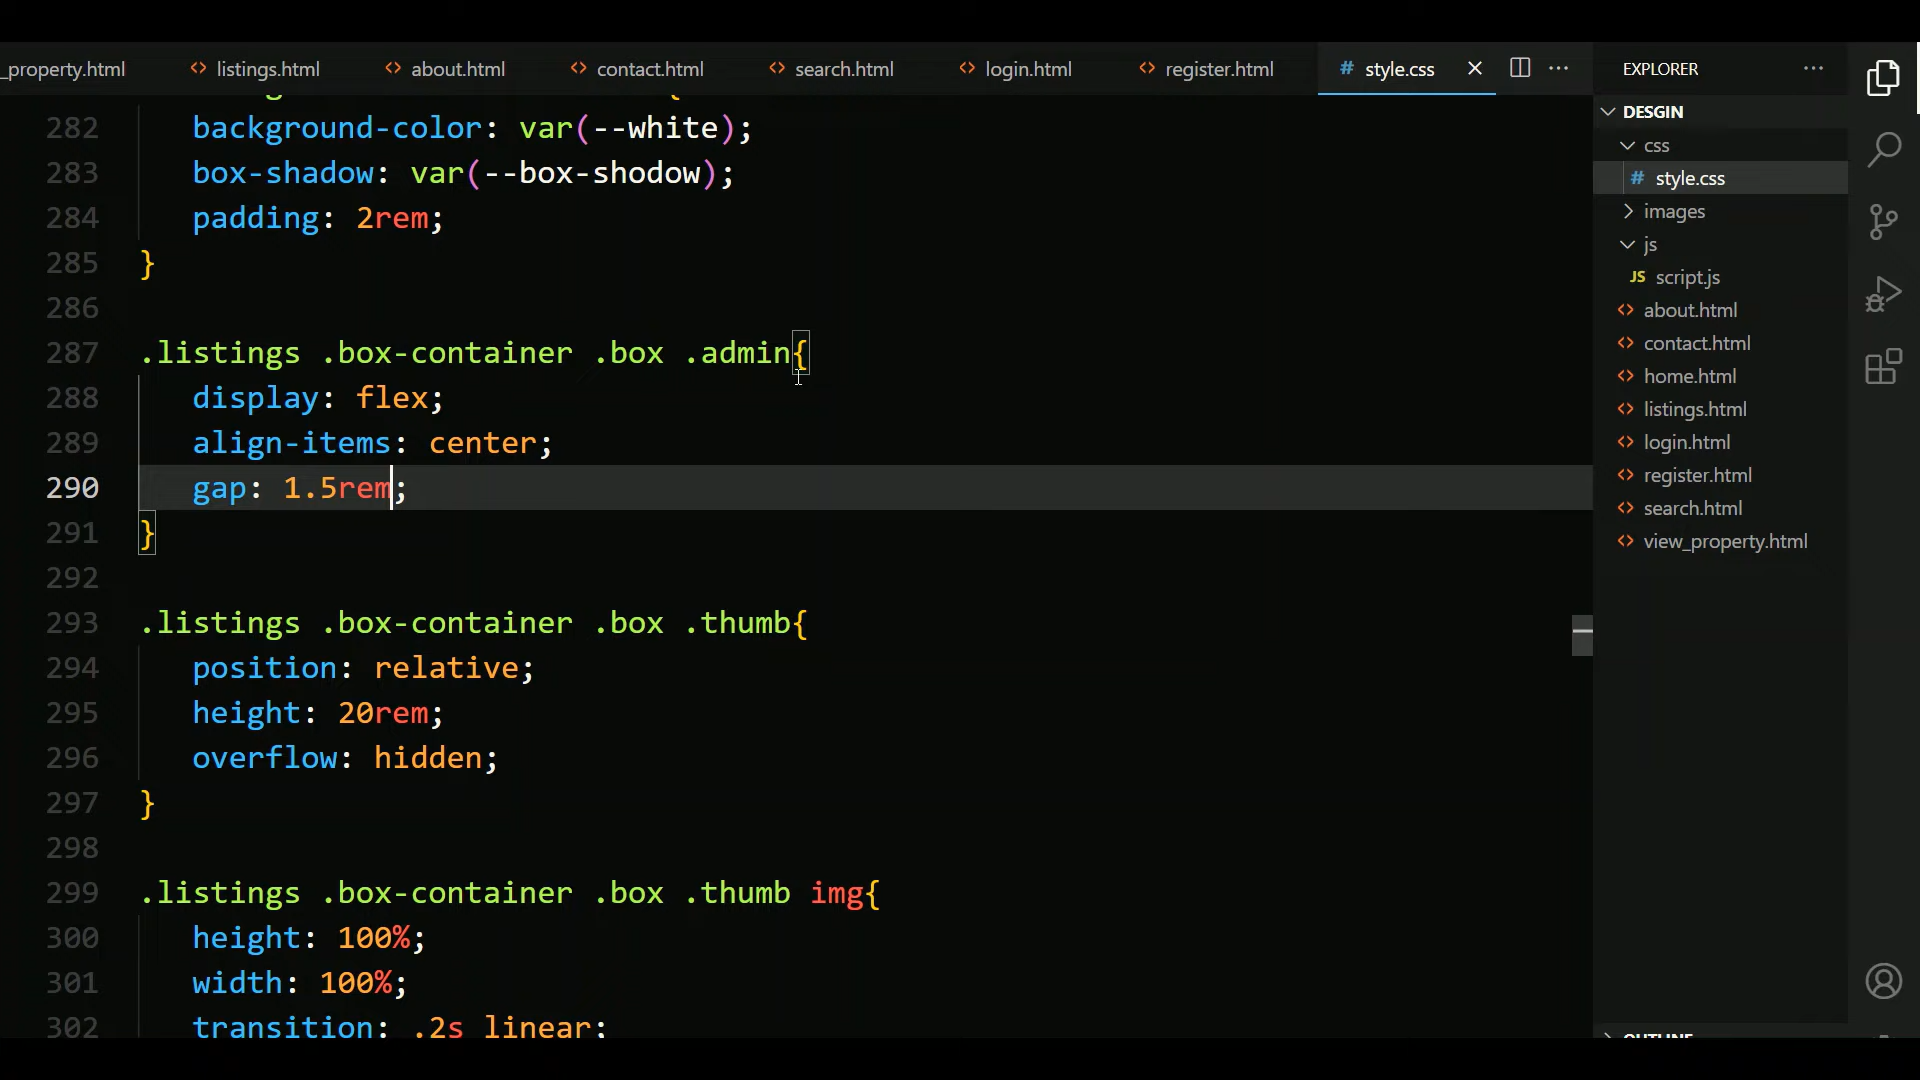 _property.html listings.html about.html contact.html search.html login.html register.html # style.css
282 background-color: var(--white);
283 box-shadow: var(--box-shodow);
284 padding: 2rem;
285 }
286
287 .listings .box-container .box .admin{
288 display: flex;
289 align-items: center;
290 gap: 1.5rem;
291 }
292
293 .listings .box-container .box .thumb{
294 position: relative;
295 height: 20rem;
296 overflow: hidden;
297 }
298
299 .listings .box-container .box .thumb img{
300 height: 100%;
301 width: 100%;
302 transition: .2s linear;
EXPLORER
DESGIN
css
# style.css
images
js
JS script.js
about.html
contact.html
home.html
listings.html
login.html
register.html
search.html
view_property.html
OUTLINE